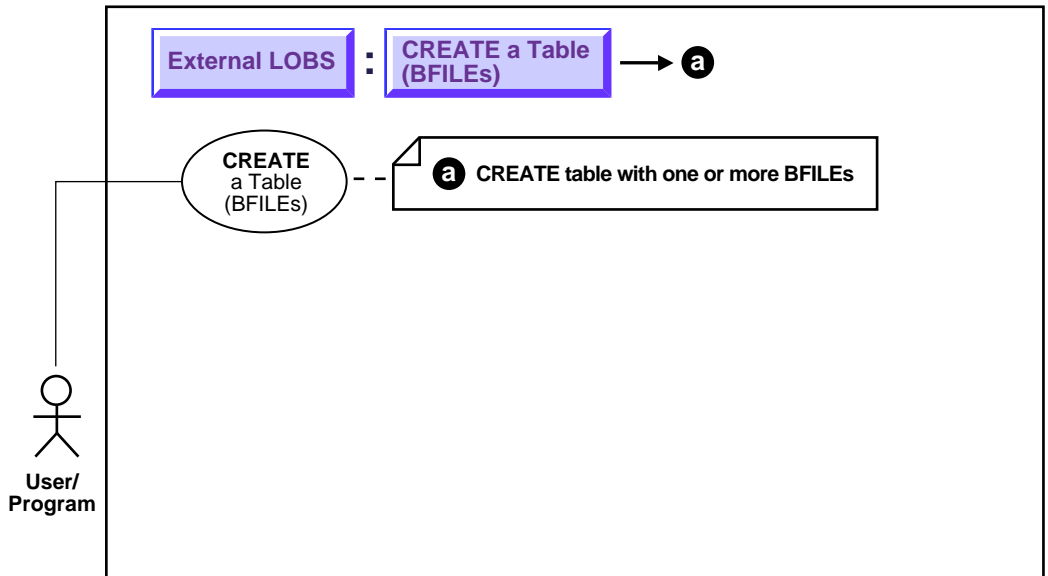 External LOBS : CREATE a Table
(BFILEs) a
CREATE
a Table
(BFILEs)
a CREATE table with one or more BFILEs
User/
Program